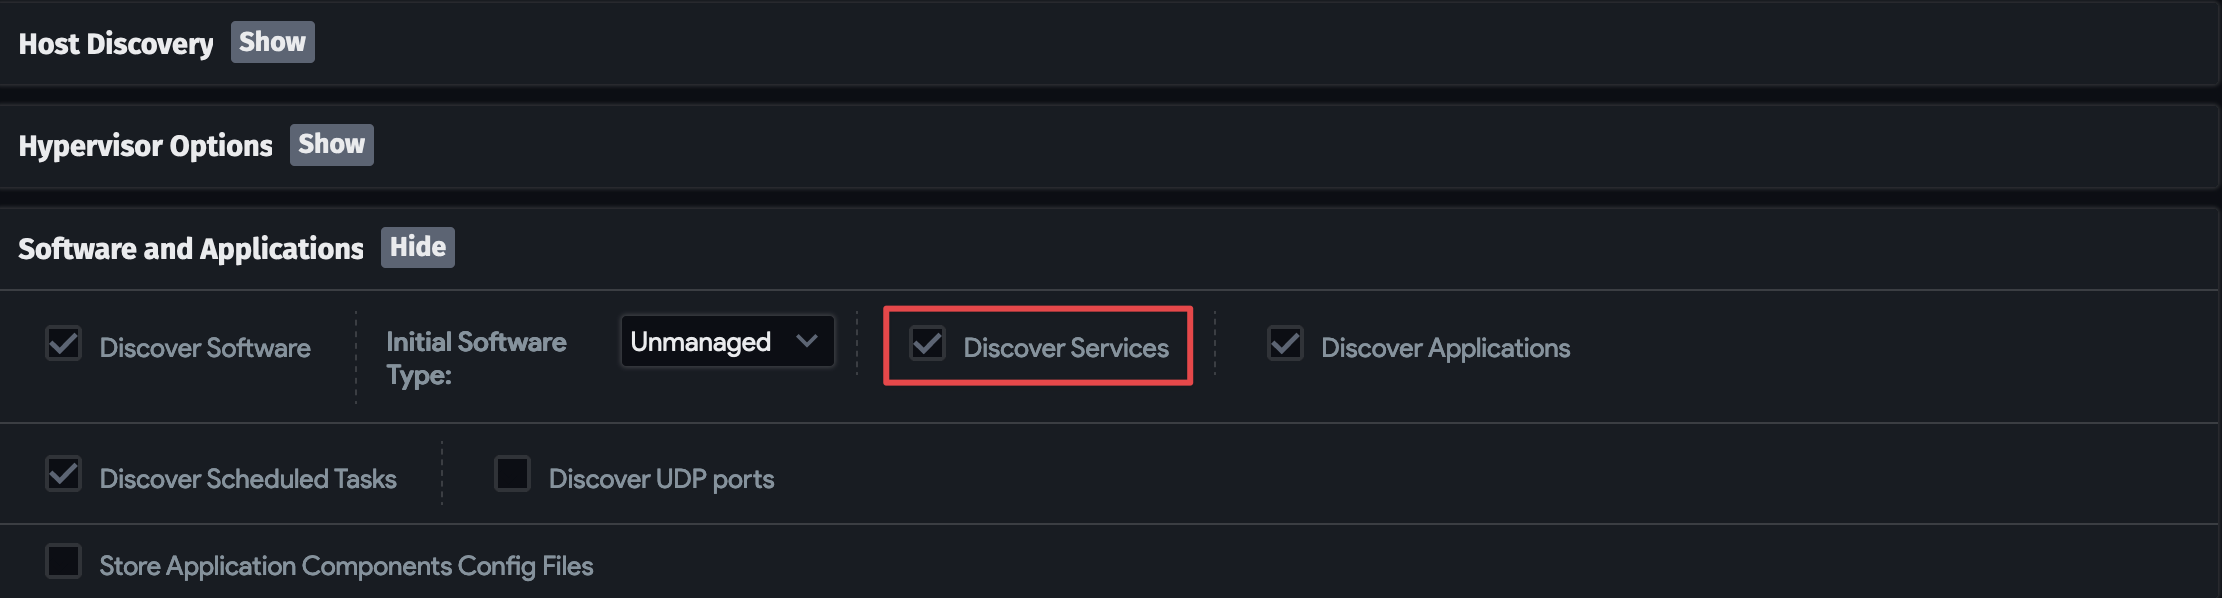 Host Discovery Show
Hypervisor Options Show
Software and Applications Hide
Discover Software
Initial Software
Type:
Unmanaged
Discover Services
Discover Applications
Discover Scheduled Tasks
Discover UDP ports
Store Application Components Config Files